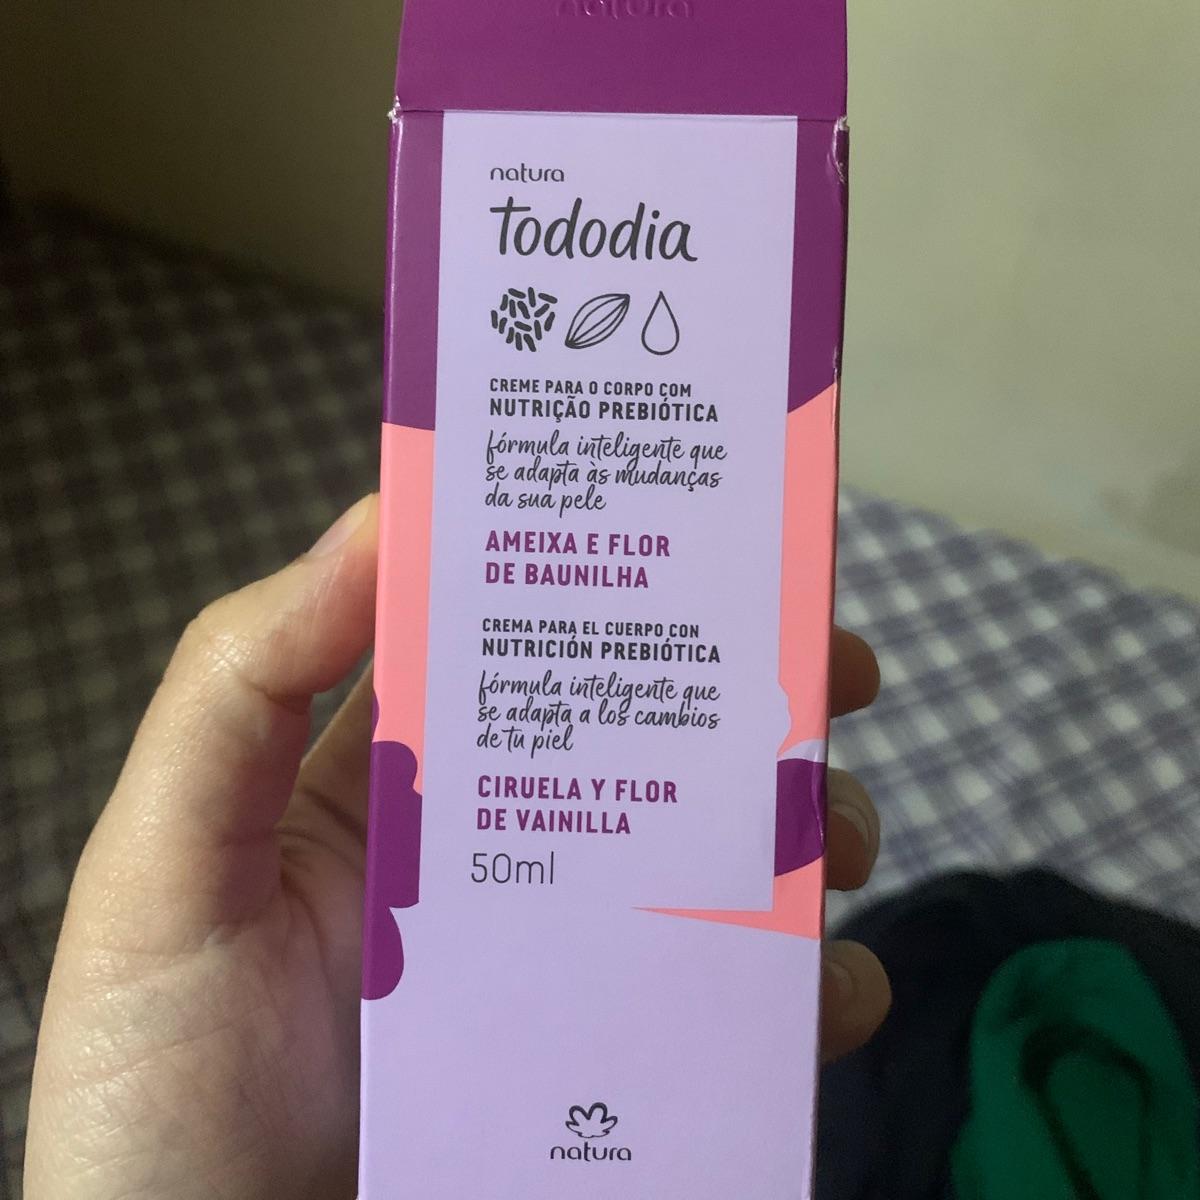 natura
natura
Tododia
CREME PARA O CORPO COM
NUTRIÇÃO PREBIÓTICA
fórmula inteligente que
se adapta às mudanças
da sua pele
AMEIXA E FLOR
DE BAUNILHA
CREMA PARA EL CUERPO CON
NUTRICIÓN PREBIÓTICA
fórmula inteligente que
se adapta a los cambios
de tu piel
CIRUELA Y FLOR
DE VAINILLA
50ml
natura